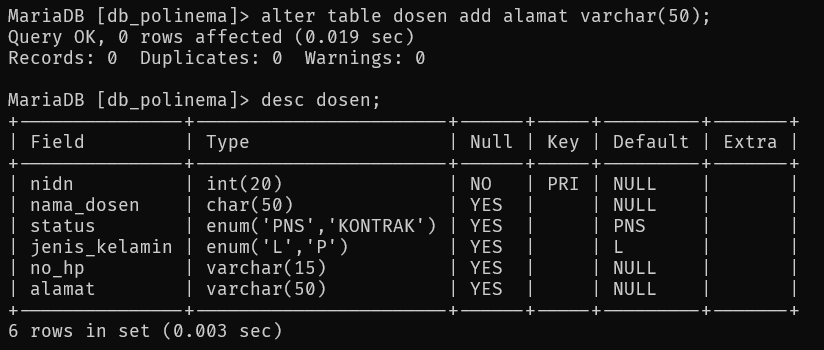 MariaDB [db_polinema]> alter table dosen add alamat varchar(50);
Query OK, 0 rows affected (0.019 sec)
Records: 0  Duplicates: 0  Warnings: 0

MariaDB [db_polinema]> desc dosen;
+---------------+-----------------------+------+-----+---------+-------+
| Field         | Type                  | Null | Key | Default | Extra |
+---------------+-----------------------+------+-----+---------+-------+
| nidn          | int(20)               | NO   | PRI | NULL    |       |
| nama_dosen    | char(50)              | YES  |     | NULL    |       |
| status        | enum('PNS','KONTRAK') | YES  |     | PNS     |       |
| jenis_kelamin | enum('L','P')         | YES  |     | L       |       |
| no_hp         | varchar(15)           | YES  |     | NULL    |       |
| alamat        | varchar(50)           | YES  |     | NULL    |       |
+---------------+-----------------------+------+-----+---------+-------+
6 rows in set (0.003 sec)